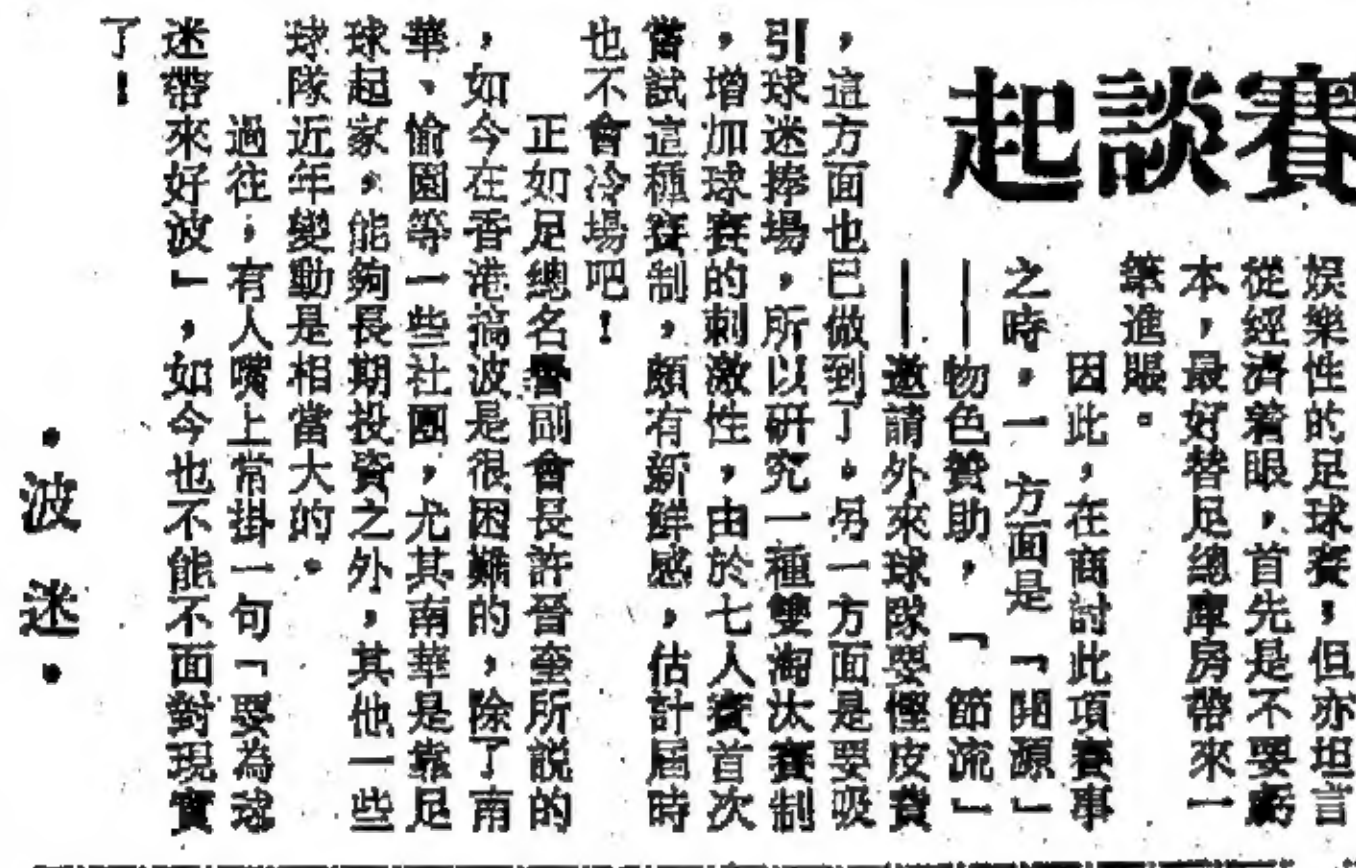 賽談起
娛樂性的足球賽，但亦坦言
從經濟着眼，首先是不要虧
本，最好替足總庫房帶來一
筆進賬。
因此，在商討此項賽事
之時，一方面是「開源」
——物色贊助，「節流」
——邀請外來球隊要慳皮費
，這方面也已做到了。另一方面是要吸
引球迷捧場，所以研究一種雙淘汰賽制
，增加球賽的刺激性，由於七人賽首次
嘗試這種賽制，頗有新鮮感，估計屆時
也不會冷場吧！
正如足總名譽副會長許晉奎所說的
，如今在香港搞波是很困難的，除了南
華、愉園等一些社團，尤其南華是靠足
球起家，能夠長期投資之外，其他一些
球隊近年變動是相當大的。
過往，有人嘴上常掛一句「要為球
迷帶來好波」，如今也不能不面對現實
了！
•波迷•